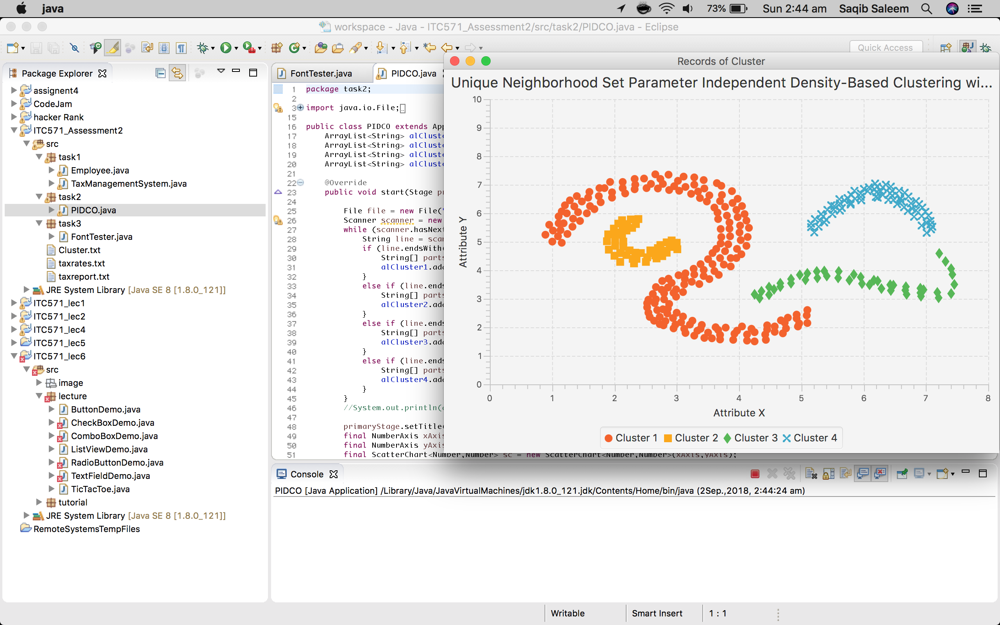 java
73%
Sun 2:44 am
Saqib Saleem
workspace - Java - ITC571_Assessment2/src/task2/PIDCO.java - Eclipse
Quick Access
Package Explorer
assignent4
CodeJam
hacker Rank
ITC571_Assessment2
src
task1
Employee.java
TaxManagementSystem.java
task2
PIDCO.java
task3
FontTester.java
Cluster.txt
taxrates.txt
taxreport.txt
JRE System Library [Java SE 8 [1.8.0_121]]
ITC571_lec1
ITC571_lec2
ITC571_lec4
ITC571_lec5
ITC571_lec6
src
image
lecture
ButtonDemo.java
CheckBoxDemo.java
ComboBoxDemo.java
ListViewDemo.java
RadioButtonDemo.java
TextFieldDemo.java
TicTacToe.java
tutorial
JRE System Library [Java SE 8 [1.8.0_121]]
RemoteSystemsTempFiles
FontTester.java
PIDCO.java
1 package task2;
2
3 import java.io.File;
15
16 public class PIDCO extends App
17 ArrayList<String> alCluste
18 ArrayList<String> alCluste
19 ArrayList<String> alCluste
20 ArrayList<String> alCluste
21
22 @Override
23 public void start(Stage pr
24
25 File file = new File("
26 Scanner scanner = new
27 while (scanner.hasNext
28 String line = scan
29 if (line.endsWith(
30 String[] parts
31 alCluster1.add
32 }
33 else if (line.ends
34 String[] parts
35 alCluster2.add
36 }
37 else if (line.ends
38 String[] parts
39 alCluster3.add
40 }
41 else if (line.ends
42 String[] parts
43 alCluster4.add
44 }
45 }
46 //System.out.println(
47
48 primaryStage.setTitle(
49 final NumberAxis xAxis
50 final NumberAxis yAxis
51 final ScatterChart<Number,Number> sc = new ScatterChart<Number,Number>(xAxis,yAxis);
Records of Cluster
Unique Neighborhood Set Parameter Independent Density-Based Clustering wi...
10
9
8
7
6
5
4
3
2
1
0
Attribute Y
0 1 2 3 4 5 6 7 8
Attribute X
Cluster 1 Cluster 2 Cluster 3 Cluster 4
Console
PIDCO [Java Application] /Library/Java/JavaVirtualMachines/jdk1.8.0_121.jdk/Contents/Home/bin/java (2Sep.,2018, 2:44:24 am)
Writable
Smart Insert
1 : 1